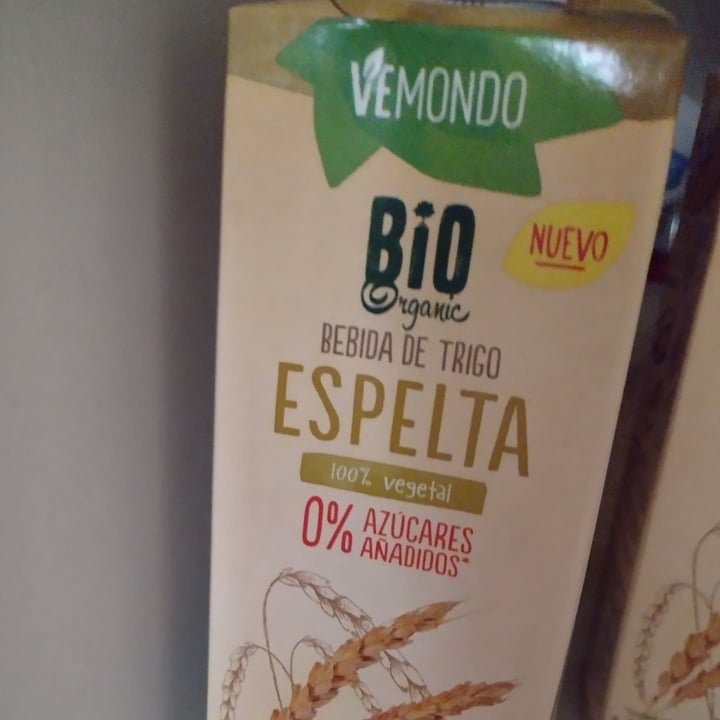 VEMONDO
BiO
Organic
NUEVO
BEBIDA DE TRIGO
ESPELTA
100% vegetal
0% AZÚCARES
AÑADIDOS*